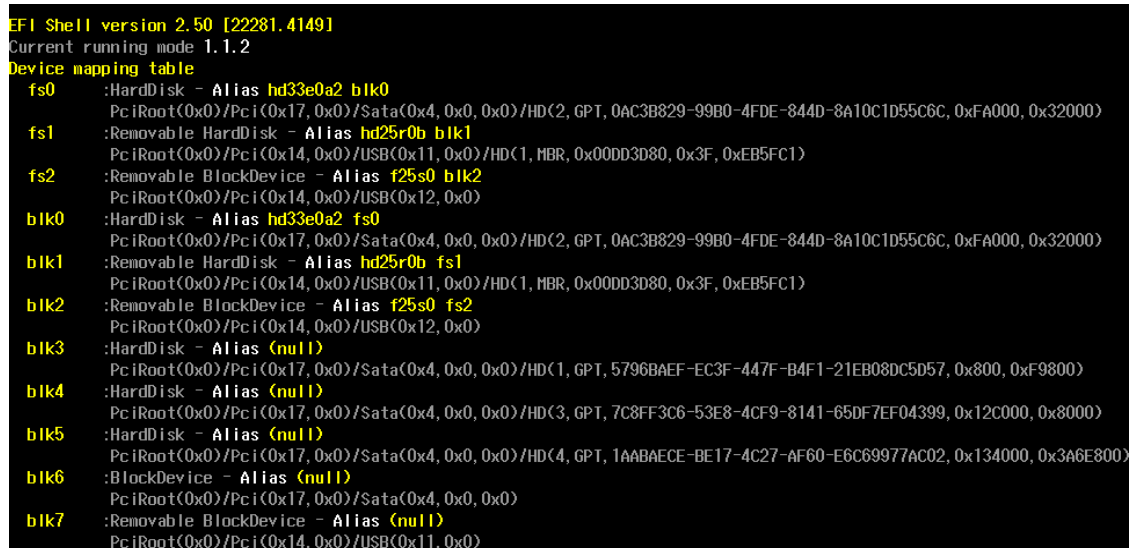 EFI Shell version 2.50 [22281.4149]
Current running mode 1.1.2
Device mapping table
fs0 :HardDisk - Alias hd33e0a2 blk0
PciRoot(0x0)/Pci(0x17,0x0)/Sata(0x4,0x0,0x0)/HD(2,GPT,0AC3B829-99B0-4FDE-844D-8A10C1D55C6C,0xFA000,0x32000)
fs1 :Removable HardDisk - Alias hd25r0b blk1
PciRoot(0x0)/Pci(0x14,0x0)/USB(0x11,0x0)/HD(1,MBR,0x00DD3D80,0x3F,0xEB5FC1)
fs2 :Removable BlockDevice - Alias f25s0 blk2
PciRoot(0x0)/Pci(0x14,0x0)/USB(0x12,0x0)
blk0 :HardDisk - Alias hd33e0a2 fs0
PciRoot(0x0)/Pci(0x17,0x0)/Sata(0x4,0x0,0x0)/HD(2,GPT,0AC3B829-99B0-4FDE-844D-8A10C1D55C6C,0xFA000,0x32000)
blk1 :Removable HardDisk - Alias hd25r0b fs1
PciRoot(0x0)/Pci(0x14,0x0)/USB(0x11,0x0)/HD(1,MBR,0x00DD3D80,0x3F,0xEB5FC1)
blk2 :Removable BlockDevice - Alias f25s0 fs2
PciRoot(0x0)/Pci(0x14,0x0)/USB(0x12,0x0)
blk3 :HardDisk - Alias (null)
PciRoot(0x0)/Pci(0x17,0x0)/Sata(0x4,0x0,0x0)/HD(1,GPT,5796BAEF-EC3F-447F-B4F1-21EB08DC5D57,0x800,0xF9800)
blk4 :HardDisk - Alias (null)
PciRoot(0x0)/Pci(0x17,0x0)/Sata(0x4,0x0,0x0)/HD(3,GPT,7C8FF3C6-53E8-4CF9-8141-65DF7EF04399,0x12C000,0x8000)
blk5 :HardDisk - Alias (null)
PciRoot(0x0)/Pci(0x17,0x0)/Sata(0x4,0x0,0x0)/HD(4,GPT,1AABAECE-BE17-4C27-AF60-E6C69977AC02,0x134000,0x3A6E800)
blk6 :BlockDevice - Alias (null)
PciRoot(0x0)/Pci(0x17,0x0)/Sata(0x4,0x0,0x0)
blk7 :Removable BlockDevice - Alias (null)
PciRoot(0x0)/Pci(0x14,0x0)/USB(0x11,0x0)